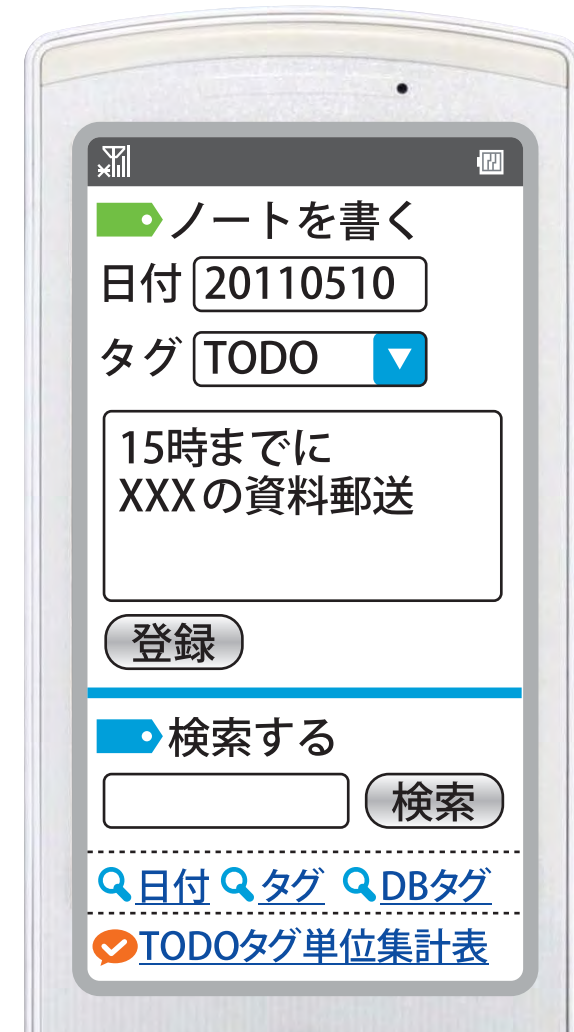 ノートを書く
日付 20110510
タグ TODO
15時までに
XXXの資料郵送
登録
検索する
検索
日付 タグ DBタグ
TODOタグ単位集計表